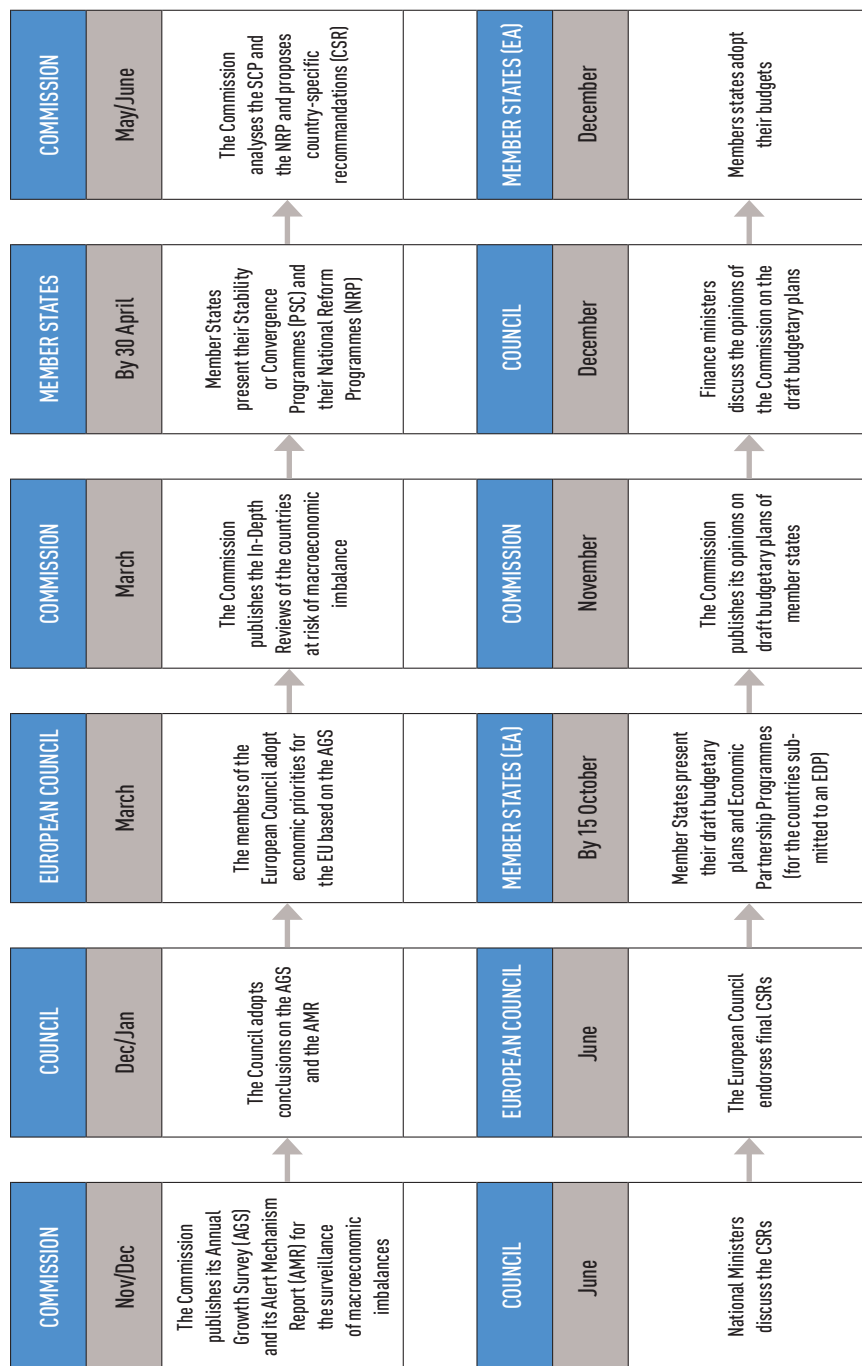 COMMISSION
Nov/Dec
The Commission
publishes its Annual
Growth Survey (AGS)
and its Alert Mechanism
Report (AMR) for
the surveillance
of macroeconomic
imbalances
COUNCIL
Dec/Jan
The Council adopts
conclusions on the AGS
and the AMR
EUROPEAN COUNCIL
March
The members of the
European Council adopt
economic priorities for
the EU based on the AGS
COMMISSION
March
The Commission
publishes the In-Depth
Reviews of the countries
at risk of macroeconomic
imbalance
MEMBER STATES
By 30 April
Member States
present their Stability
or Convergence
Programmes (PSC) and
their National Reform
Programmes (NRP)
COMMISSION
May/June
The Commission
analyses the SCP and
the NRP and proposes
country-specific
recommandations (CSR)
COUNCIL
June
National Ministers
discuss the CSRs
EUROPEAN COUNCIL
June
The European Council
endorses final CSRs
MEMBER STATES (EA)
By 15 October
Member States present
their draft budgetary
plans and Economic
Partnership Programmes
(for the countries sub-
mitted to an EDP)
COMMISSION
November
The Commission
publishes its opinions on
draft budgetary plans of
member states
COUNCIL
December
Finance ministers
discuss the opinions of
the Commission on the
draft budgetary plans
MEMBER STATES (EA)
December
Members states adopt
their budgets